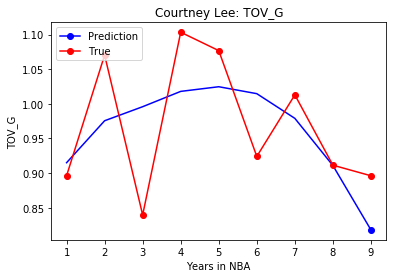 Courtney Lee: TOV_G
Prediction
True
TOV_G
1.10
1.05
1.00
0.95
0.90
0.85
1 2 3 4 5 6 7 8 9
Years in NBA